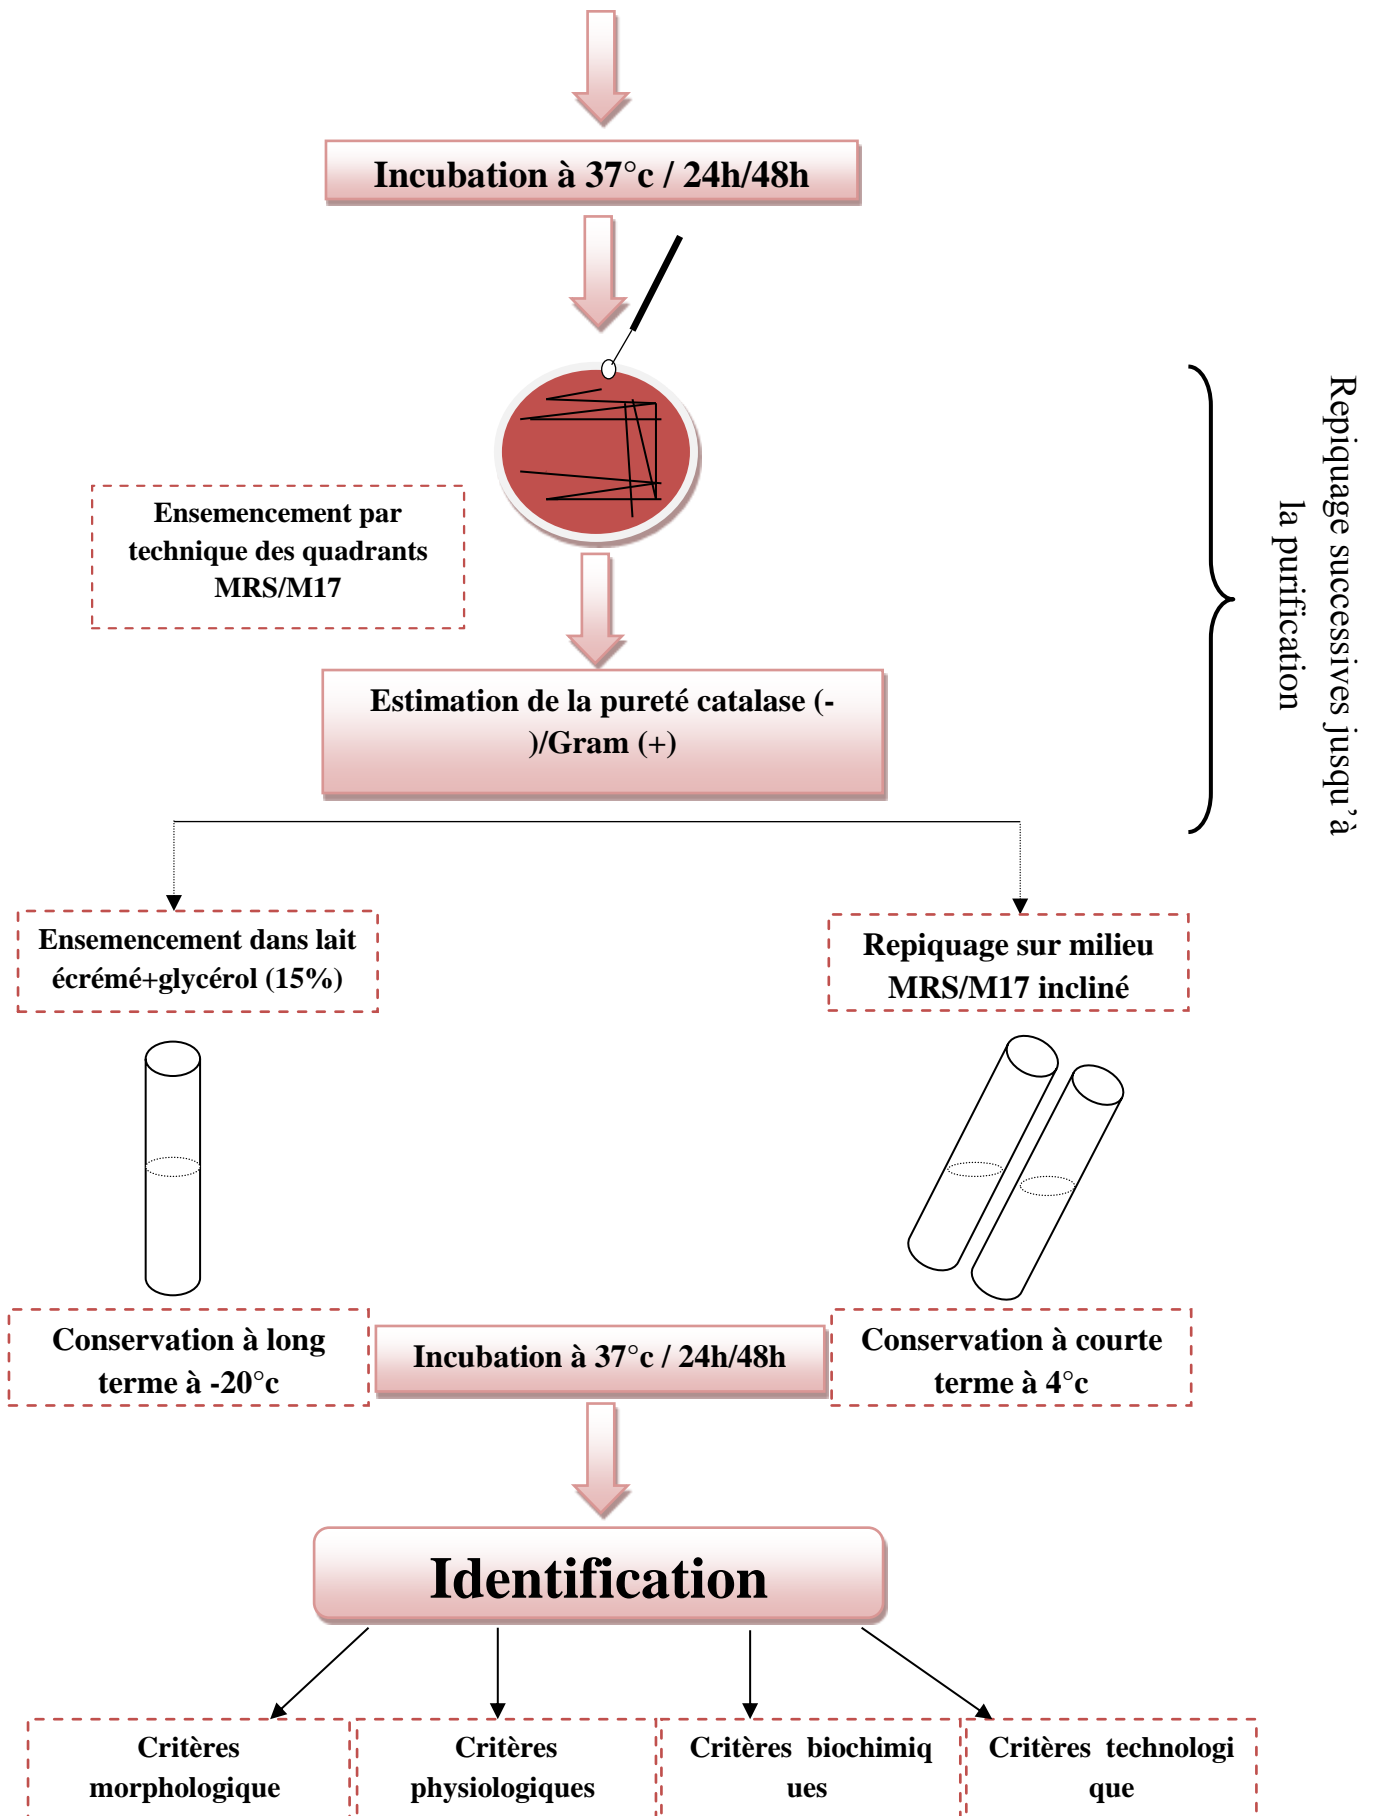 Incubation à 37°c / 24h/48h
Repiquage successives jusqu’à
la purification
Ensemencement par
technique des quadrants
MRS/M17
Estimation de la pureté catalase (-
)/Gram (+)
Ensemencement dans lait
écrémé+glycérol (15%)
Repiquage sur milieu
MRS/M17 incliné
Conservation à long
terme à -20°c
Incubation à 37°c / 24h/48h
Conservation à courte
terme à 4°c
Identification
Critères
morphologique
Critères
physiologiques
Critères biochimiq
ues
Critères technologi
que